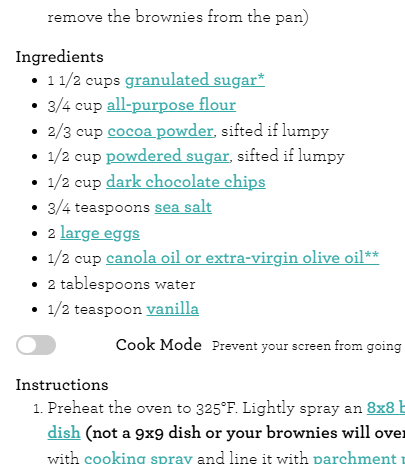 remove the brownies from the pan)
Ingredients
1 1/2 cups granulated sugar*
3/4 cup all-purpose flour
2/3 cup cocoa powder, sifted if lumpy
1/2 cup powdered sugar, sifted if lumpy
1/2 cup dark chocolate chips
3/4 teaspoons sea salt
2 large eggs
1/2 cup canola oil or extra-virgin olive oil**
2 tablespoons water
1/2 teaspoon vanilla
Cook Mode Prevent your screen from going
Instructions
1. Preheat the oven to 325°F. Lightly spray an 8x8
dish (not a 9x9 dish or your brownies will
with cooking spray and line it with parchment